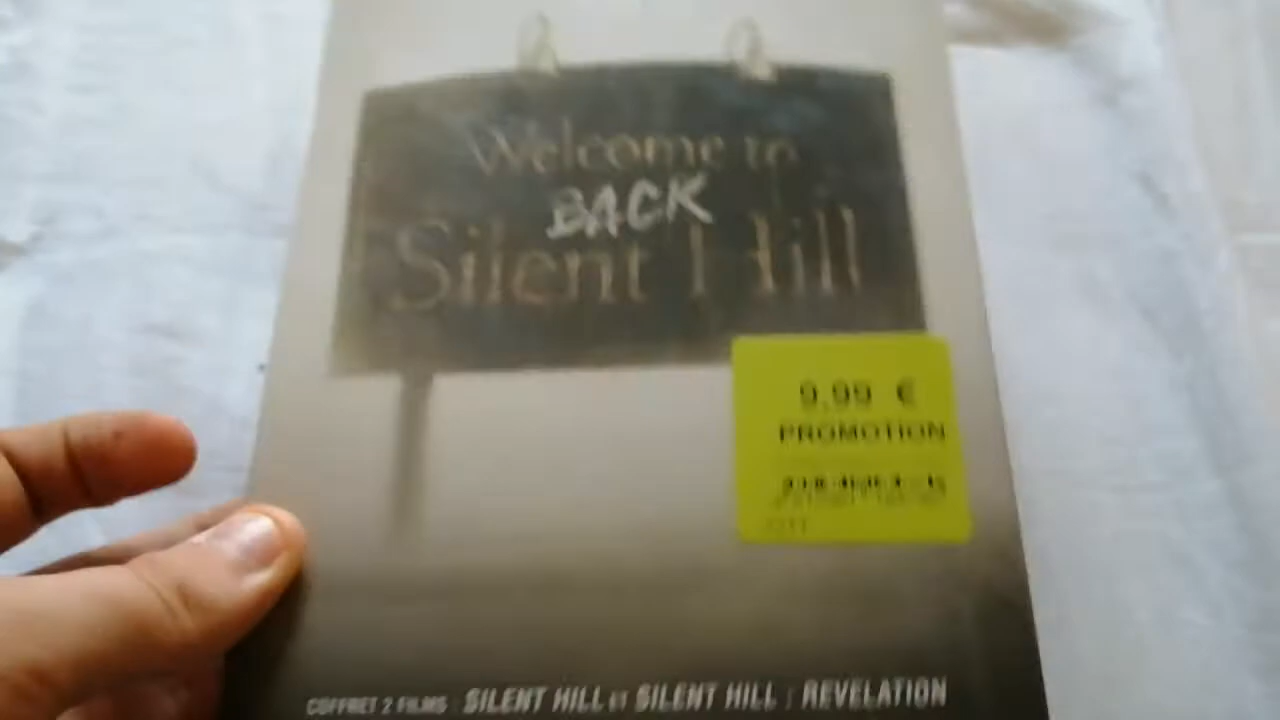 Welcome to
BACK
Silent Hill
9.99 €
PROMOTION
COFFRET 2 FILMS : SILENT HILL ET SILENT HILL : REVELATION